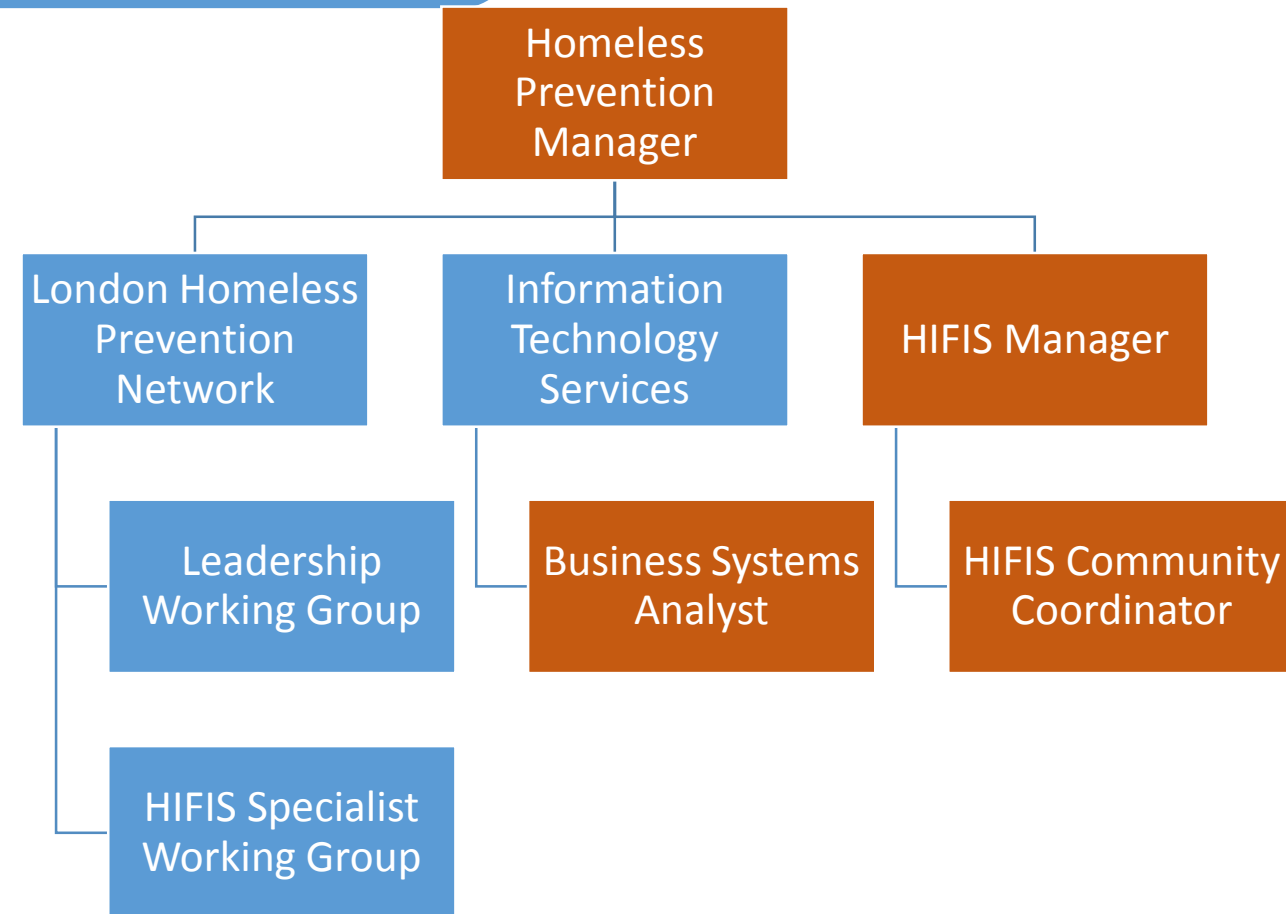 Homeless
Prevention
Manager
London Homeless
Prevention
Network
Information
Technology
Services
HIFIS Manager
Leadership
Working Group
Business Systems
Analyst
HIFIS Community
Coordinator
HIFIS Specialist
Working Group